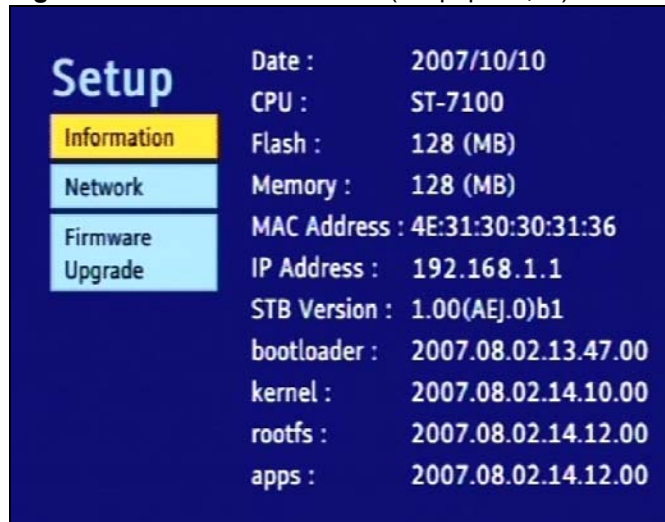 Setup
Information
Network
Firmware
Upgrade
Date : 2007/10/10
CPU : ST-7100
Flash : 128 (MB)
Memory : 128 (MB)
MAC Address : 4E:31:30:30:31:36
IP Address : 192.168.1.1
STB Version : 1.00(AEJ.0)b1
bootloader : 2007.08.02.13.47.00
kernel : 2007.08.02.14.10.00
rootfs : 2007.08.02.14.12.00
apps : 2007.08.02.14.12.00